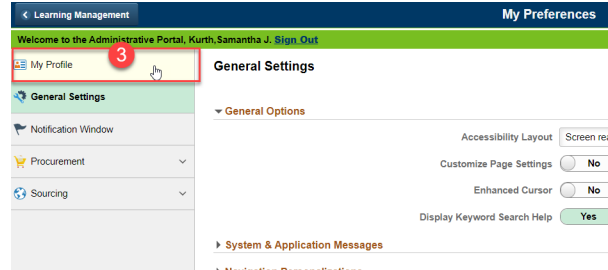 Learning Management
My Preferences
Welcome to the Administrative Portal, Kurth,Samantha J. Sign Out
3
My Profile
General Settings
General Settings
General Options
Notification Window
Accessibility Layout Screen
Procurement
Customize Page Settings No
Sourcing
Enhanced Cursor No
Display Keyword Search Help Yes
System & Application Messages